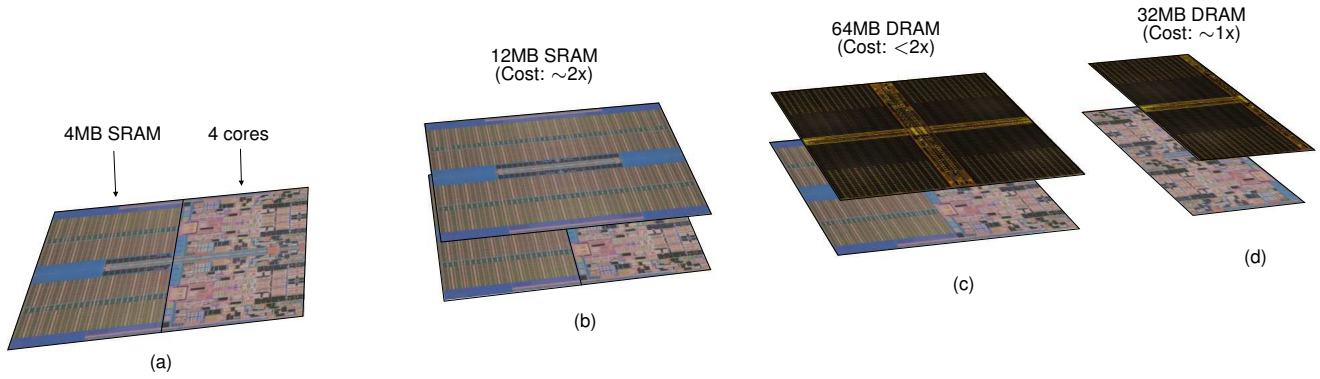 4MB SRAM
4 cores
(a)
12MB SRAM
(Cost: ∼2x)
(b)
64MB DRAM
(Cost: <2x)
(c)
32MB DRAM
(Cost: ∼1x)
(d)